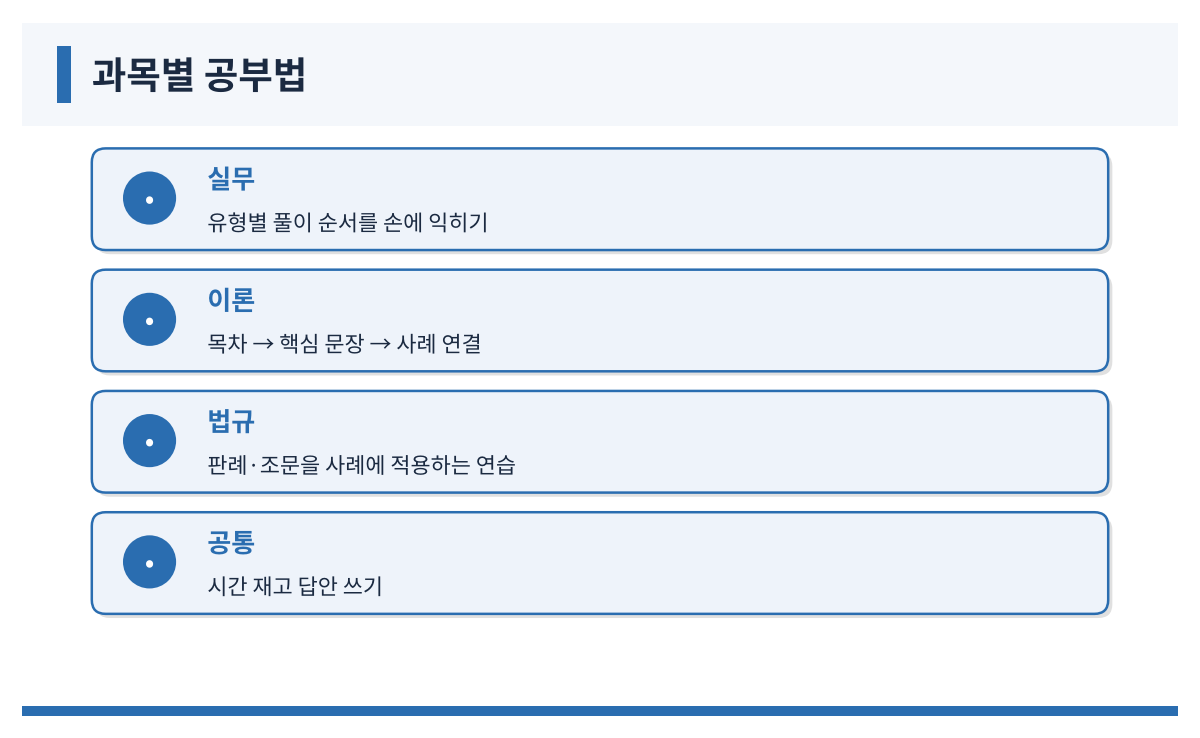 과목별 공부법
실무
유형별 풀이 순서를 손에 익히기
이론
목차 → 핵심 문장 → 사례 연결
법규
판례·조문을 사례에 적용하는 연습
공통
시간 재고 답안 쓰기